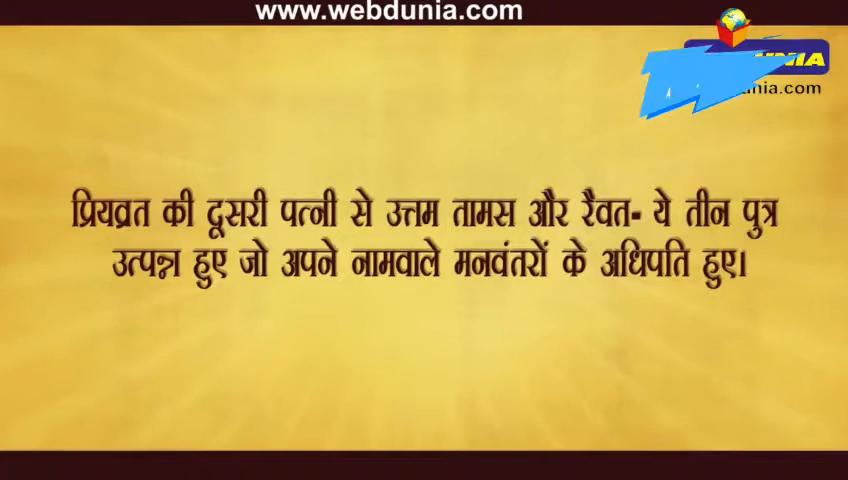 www.webdunia.com
प्रियव्रत की दूसरी पत्नी से उत्तम तामस और रैवत- ये तीन पुत्र
उत्पन्न हुए जो अपने नामवाले मनवंतरों के अधिपति हुए।